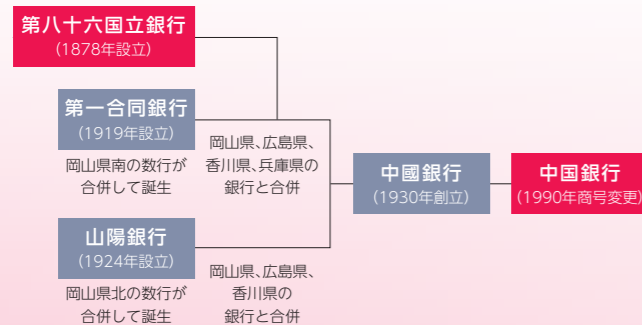 第八十六国立銀行
(1878年設立)
第一合同銀行
(1919年設立)
岡山県南の数行が
合併して誕生
岡山県、広島県、
香川県、兵庫県の
銀行と合併
中國銀行
(1930年創立)
中国銀行
(1990年商号変更)
山陽銀行
(1924年設立)
岡山県北の数行が
合併して誕生
岡山県、広島県、
香川県の
銀行と合併